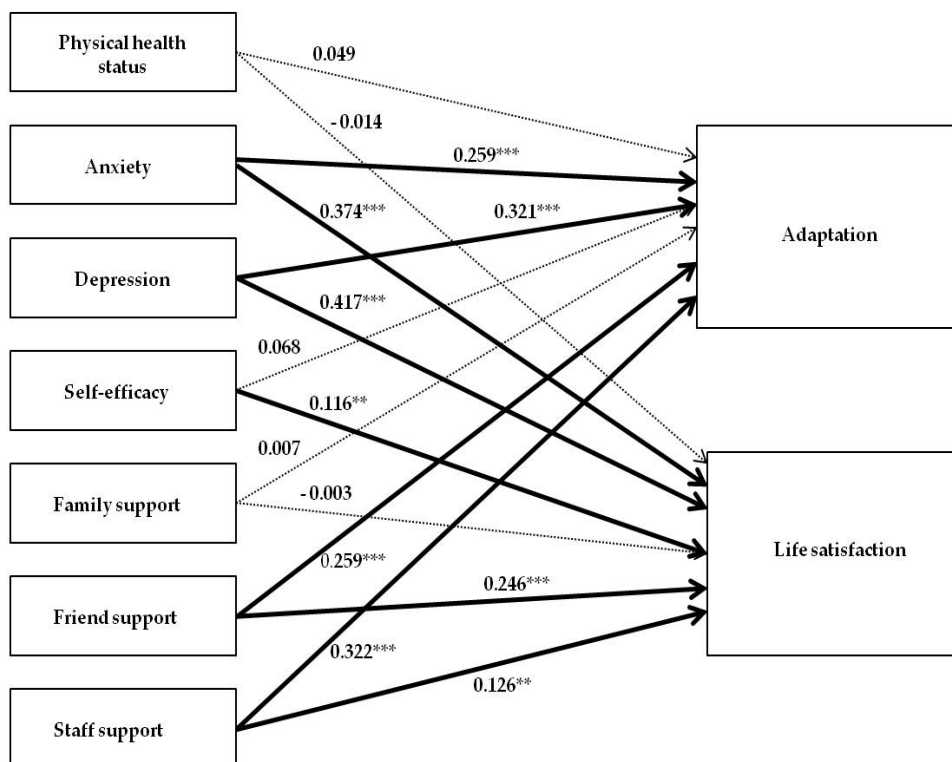 Physical health
status
0.049
- 0.014
Anxiety
0.259***
Adaptation
0.374***
0.321***
Depression
0.417***
0.068
Self-efficacy
0.116**
0.007
Family support
- 0.003
Life satisfaction
0.259***
0.246***
Friend support
0.322***
0.126**
Staff support